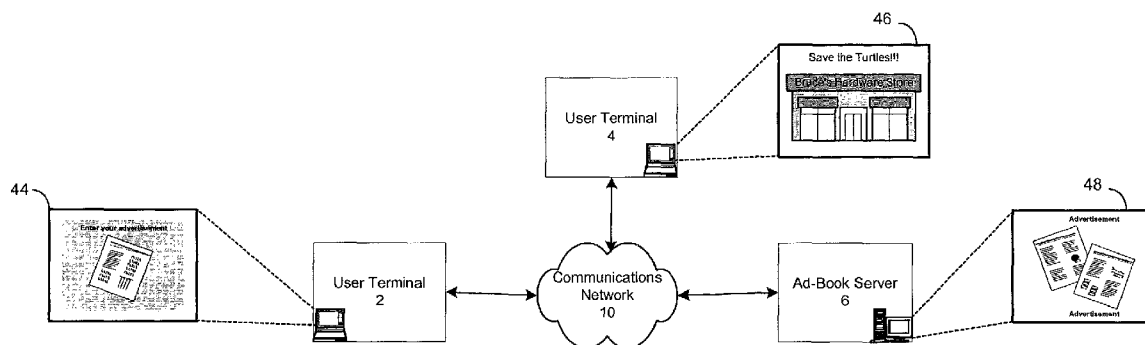 46
Save the Turtles!!!
Bruce's Hardware Store
User Terminal
4
44
Enter your advertisement
48
Advertisement
Advertisement
User Terminal
2
Communications
Network
10
Ad-Book Server
6